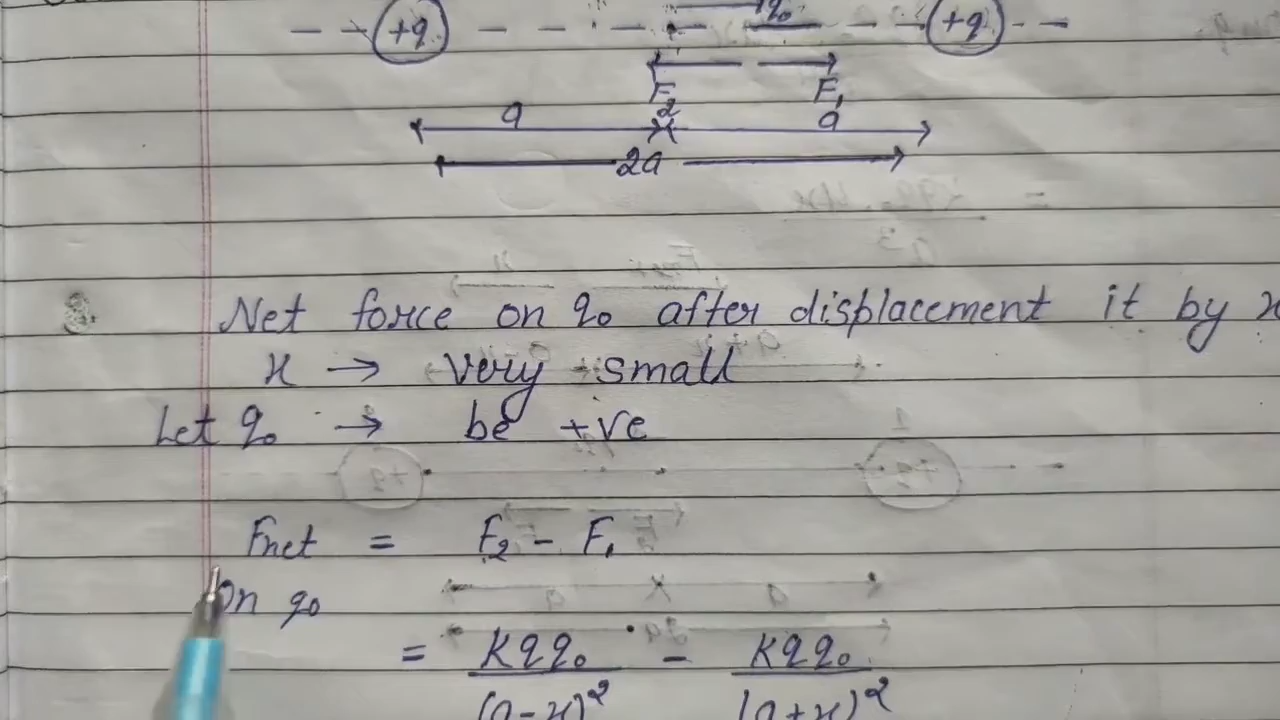 +q q₀ +q
F₂ F₁
a a
2a
Net force on q₀ after displacement it by x
x → very small
Let q₀ → be +ve
Fnet = F₂ - F₁
on q₀
= Kqq₀ / (a-x)² - Kqq₀ / (a+x)²